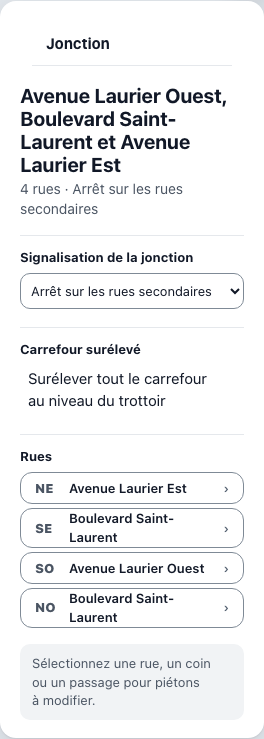 Jonction
Avenue Laurier Ouest,
Boulevard Saint-
Laurent et Avenue
Laurier Est
4 rues · Arrêt sur les rues
secondaires
Signalisation de la jonction
Arrêt sur les rues secondaires
Carrefour surélevé
Surélever tout le carrefour
au niveau du trottoir
Rues
NE Avenue Laurier Est ›
SE Boulevard Saint-
Laurent ›
SO Avenue Laurier Ouest ›
NO Boulevard Saint-
Laurent ›
Sélectionnez une rue, un coin
ou un passage pour piétons
à modifier.